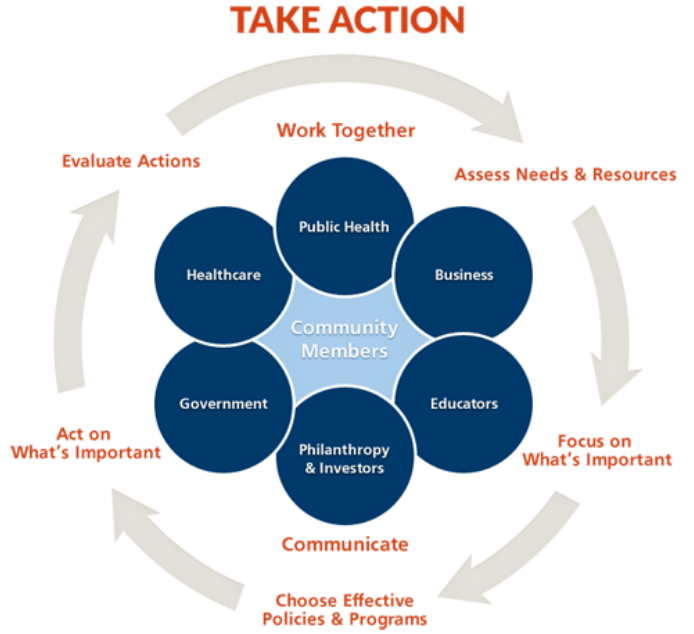 TAKE ACTION
Work Together
Evaluate Actions
Assess Needs & Resources
Public Health
Healthcare
Business
Community
Members
Government
Educators
Philanthropy
& Investors
Act on
What's Important
Focus on
What's Important
Communicate
Choose Effective
Policies & Programs